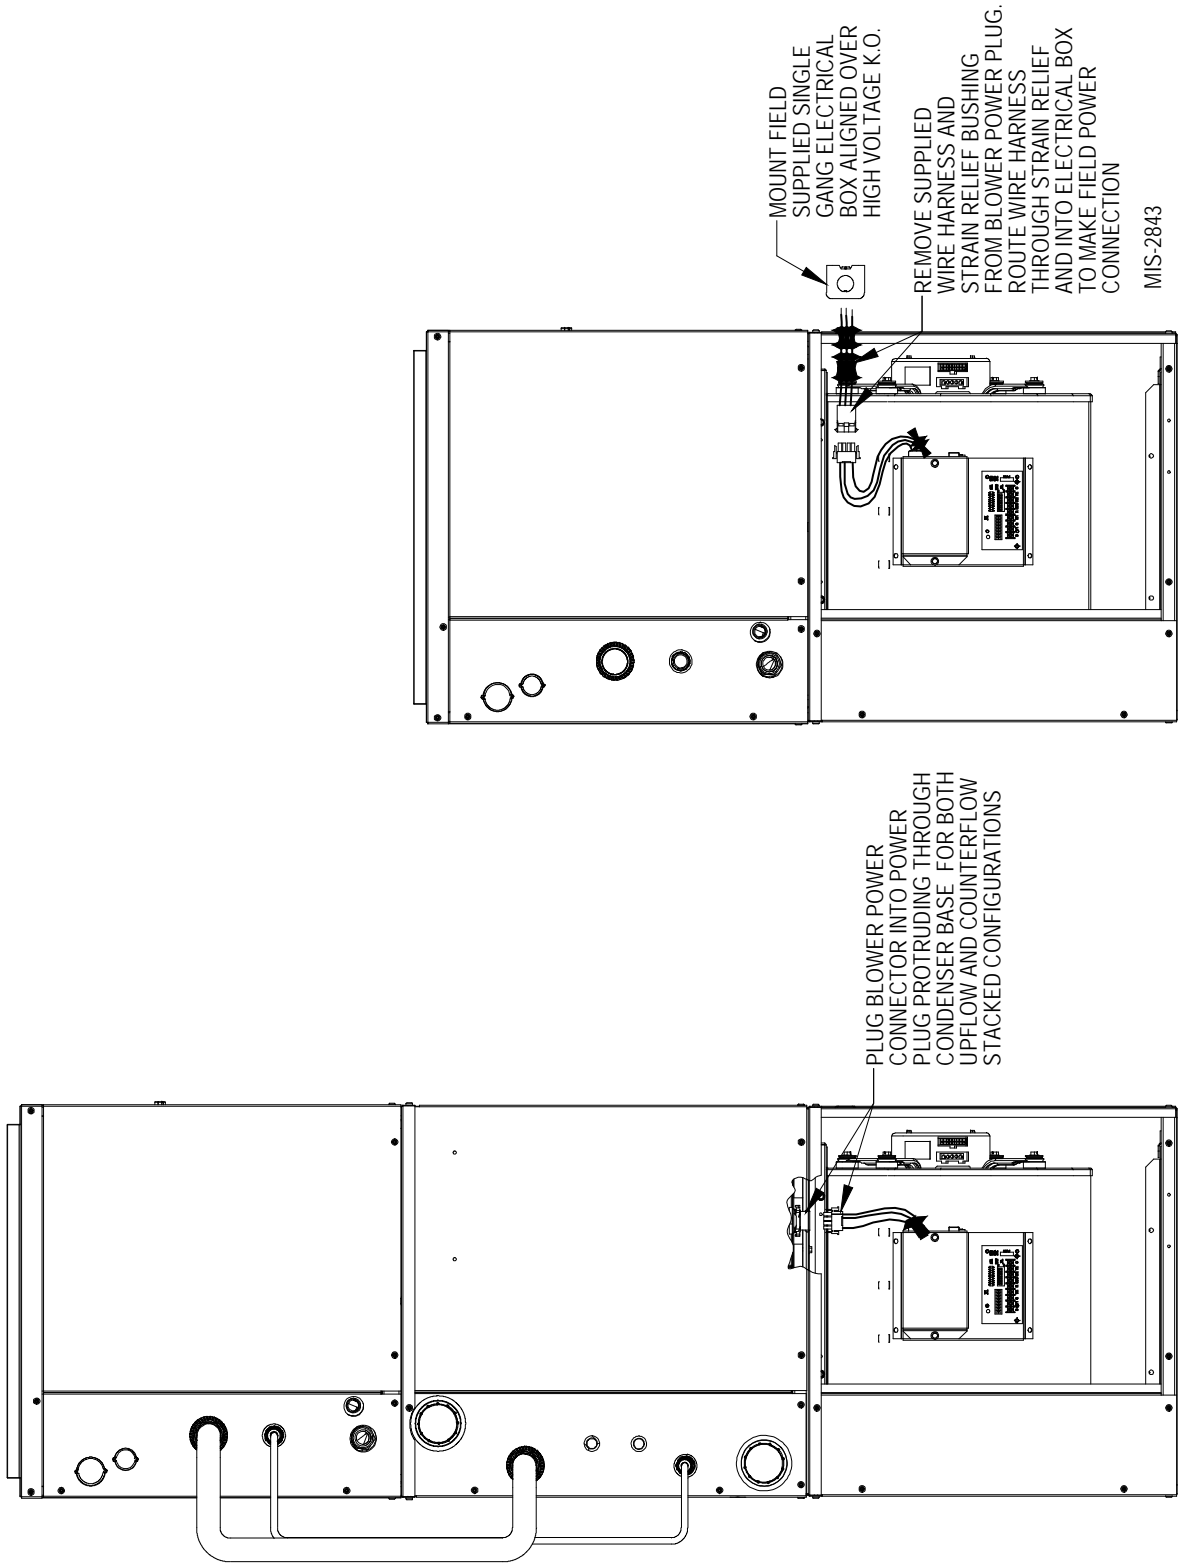 MOUNT FIELD
SUPPLIED SINGLE
GANG ELECTRICAL
BOX ALIGNED OVER
HIGH VOLTAGE K.O.
REMOVE SUPPLIED
WIRE HARNESS AND
STRAIN RELIEF BUSHING
FROM BLOWER POWER PLUG.
ROUTE WIRE HARNESS
THROUGH STRAIN RELIEF
AND INTO ELECTRICAL BOX
TO MAKE FIELD POWER
CONNECTION
MIS-2843
PLUG BLOWER POWER
CONNECTOR INTO POWER
PLUG PROTRUDING THROUGH
CONDENSER BASE FOR BOTH
UPFLOW AND COUNTERFLOW
STACKED CONFIGURATIONS